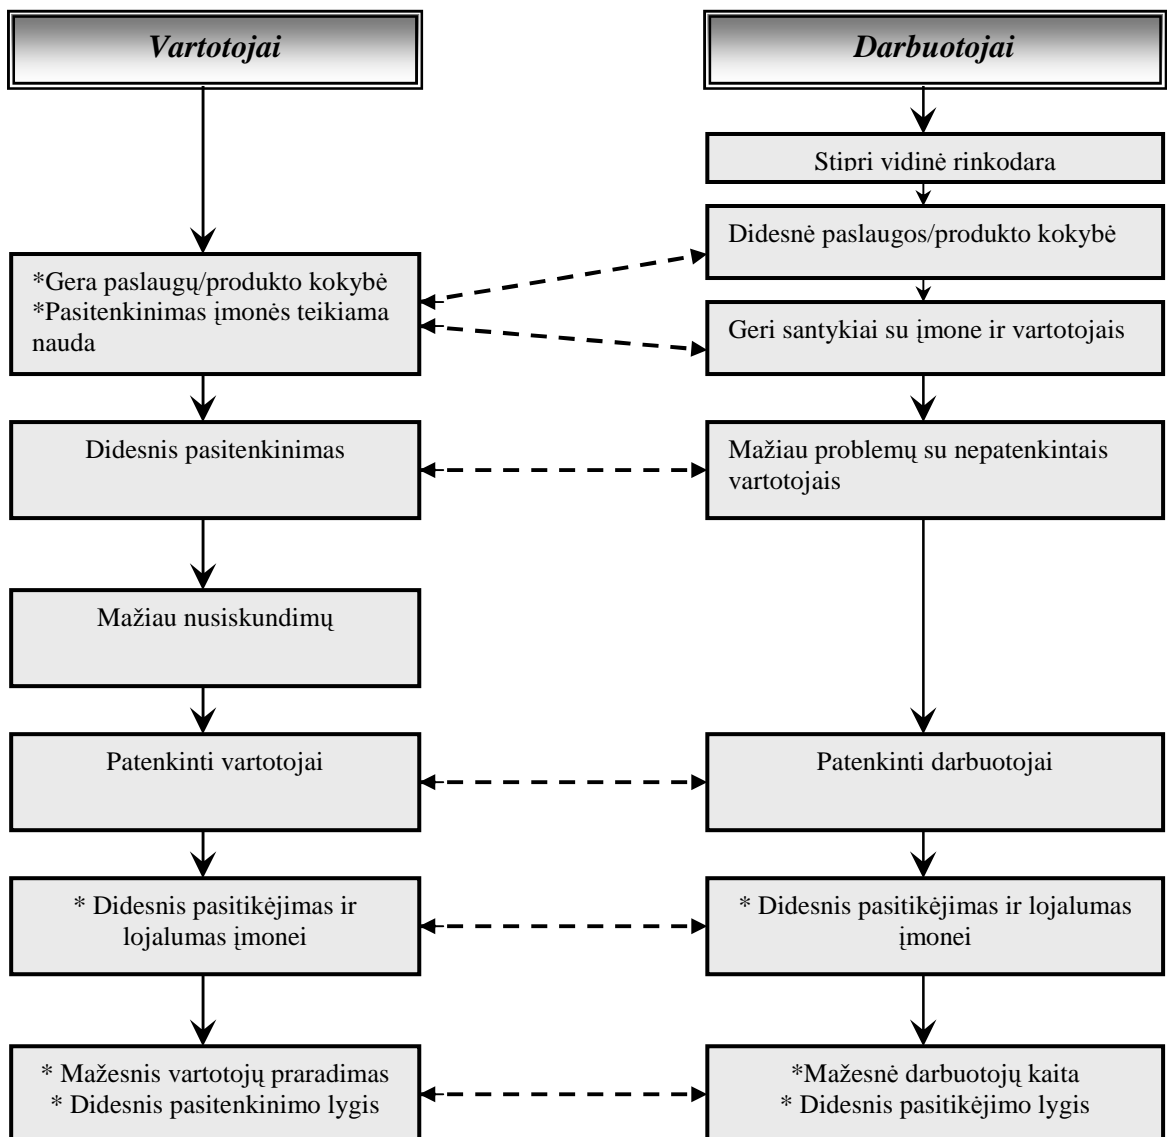 Vartotojai
Darbuotojai
Stipri vidinė rinkodara
Didesnė paslaugos/produkto kokybė
*Gera paslaugų/produkto kokybė
*Pasitenkinimas įmonės teikiama
nauda
Geri santykiai su įmone ir vartotojais
Didesnis pasitenkinimas
Mažiau problemų su nepatenkintais
vartotojais
Mažiau nusiskundimų
Patenkinti vartotojai
Patenkinti darbuotojai
* Didesnis pasitikėjimas ir
lojalumas įmonei
* Didesnis pasitikėjimas ir lojalumas
įmonei
* Mažesnis vartotojų praradimas
* Didesnis pasitenkinimo lygis
*Mažesnė darbuotojų kaita
* Didesnis pasitikėjimo lygis